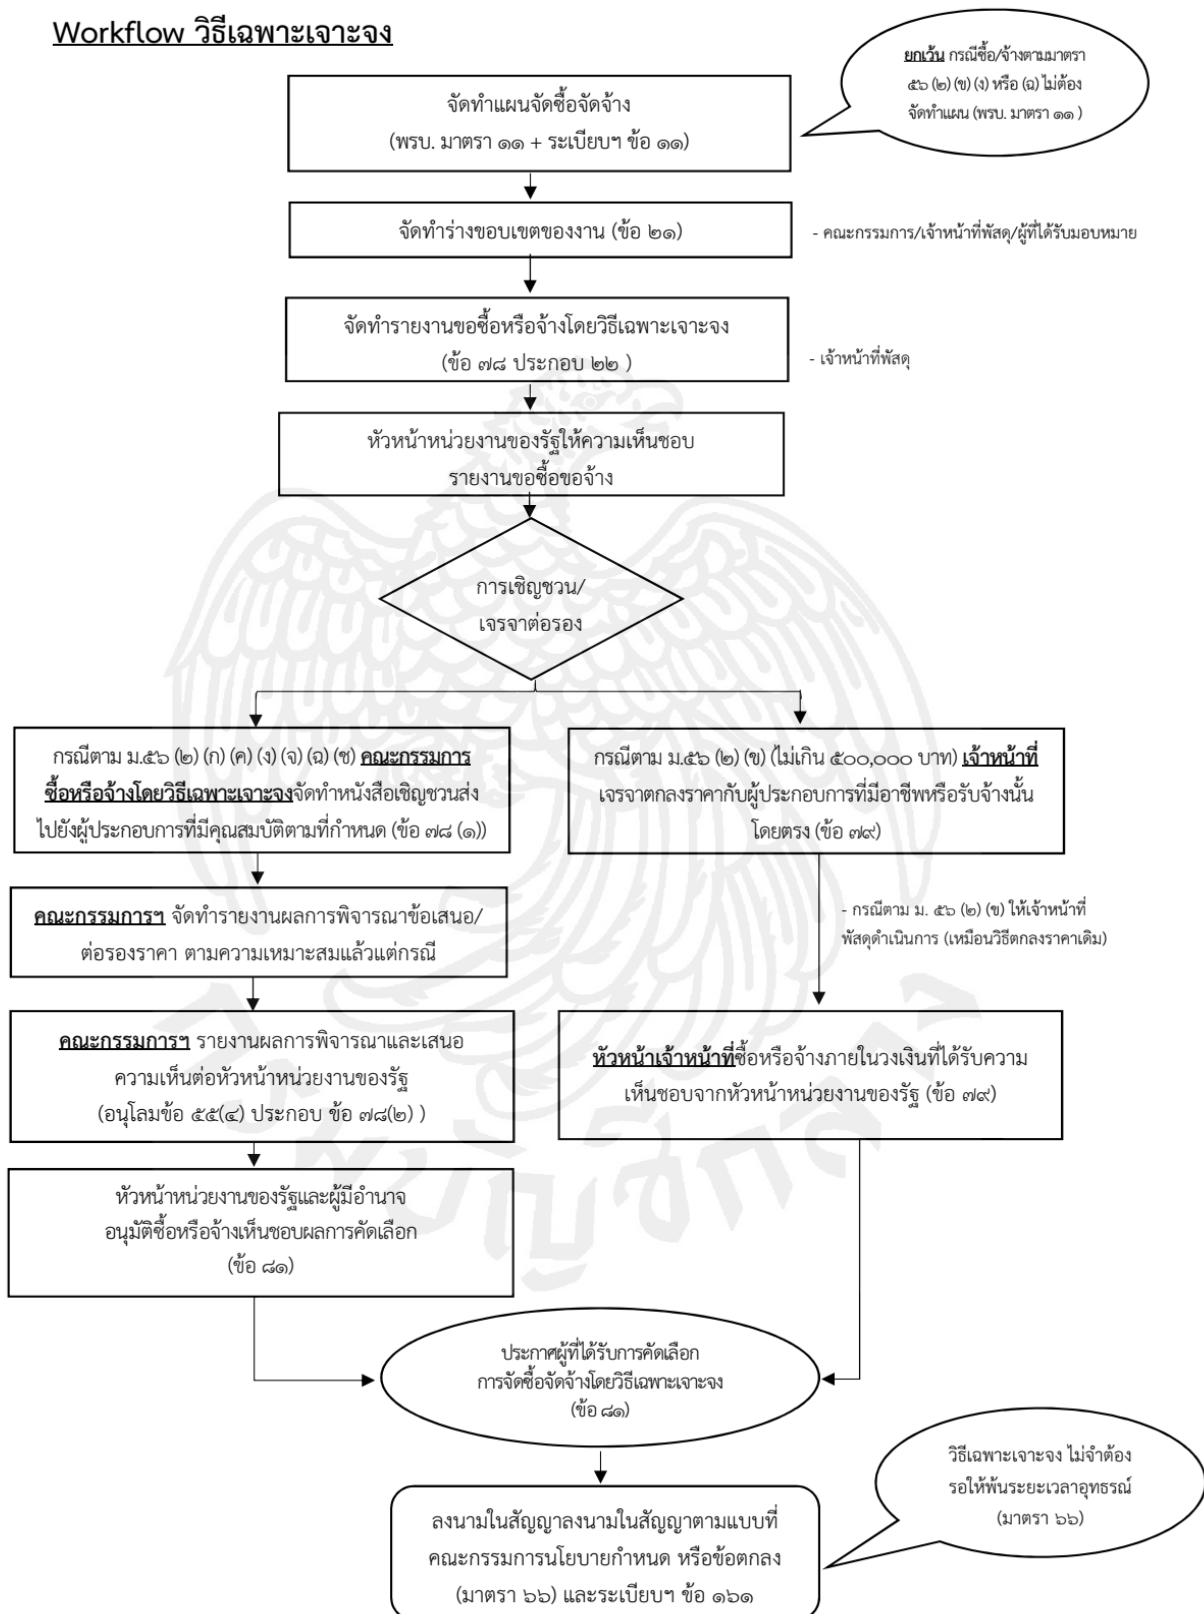 Workflow วิธีเฉพาะเจาะจง
ยกเว้น กรณีซื้อ/จ้างตามมาตรา
๕๖ (๒) (ข) (ง) หรือ (ฉ) ไม่ต้อง
จัดทำแผน (พรบ. มาตรา ๑๑ )
จัดทำแผนจัดซื้อจัดจ้าง
(พรบ. มาตรา ๑๑ + ระเบียบฯ ข้อ ๑๑)
จัดทำร่างขอบเขตของงาน (ข้อ ๒๑)
- คณะกรรมการ/เจ้าหน้าที่พัสดุ/ผู้ที่ได้รับมอบหมาย
จัดทำรายงานขอซื้อหรือจ้างโดยวิธีเฉพาะเจาะจง
(ข้อ ๗๘ ประกอบ ๒๒ )
- เจ้าหน้าที่พัสดุ
หัวหน้าหน่วยงานของรัฐให้ความเห็นชอบ
รายงานขอซื้อขอจ้าง
การเชิญชวน/
เจรจาต่อรอง
กรณีตาม ม.๕๖ (๒) (ก) (ค) (ง) (จ) (ฉ) (ช) คณะกรรมการ
ซื้อหรือจ้างโดยวิธีเฉพาะเจาะจงจัดทำหนังสือเชิญชวนส่ง
ไปยังผู้ประกอบการที่มีคุณสมบัติตามที่กำหนด (ข้อ ๗๘ (๑))
กรณีตาม ม.๕๖ (๒) (ข) (ไม่เกิน ๕๐๐,๐๐๐ บาท) เจ้าหน้าที่
เจรจาตกลงราคากับผู้ประกอบการที่มีอาชีพหรือรับจ้างนั้น
โดยตรง (ข้อ ๗๙)
คณะกรรมการฯ จัดทำรายงานผลการพิจารณาข้อเสนอ/
ต่อรองราคา ตามความเหมาะสมแล้วแต่กรณี
- กรณีตาม ม. ๕๖ (๒) (ข) ให้เจ้าหน้าที่
พัสดุดำเนินการ (เหมือนวิธีตกลงราคาเดิม)
คณะกรรมการฯ รายงานผลการพิจารณาและเสนอ
ความเห็นต่อหัวหน้าหน่วยงานของรัฐ
(อนุโลมข้อ ๕๕(๔) ประกอบ ข้อ ๗๘(๒) )
หัวหน้าเจ้าหน้าที่ซื้อหรือจ้างภายในวงเงินที่ได้รับความ
เห็นชอบจากหัวหน้าหน่วยงานของรัฐ (ข้อ ๗๙)
หัวหน้าหน่วยงานของรัฐและผู้มีอำนาจ
อนุมัติซื้อหรือจ้างเห็นชอบผลการคัดเลือก
(ข้อ ๘๑)
ประกาศผู้ที่ได้รับการคัดเลือก
การจัดซื้อจัดจ้างโดยวิธีเฉพาะเจาะจง
(ข้อ ๘๑)
วิธีเฉพาะเจาะจง ไม่จำต้อง
รอให้พ้นระยะเวลาอุทธรณ์
(มาตรา ๖๖)
ลงนามในสัญญาลงนามในสัญญาตามแบบที่
คณะกรรมการนโยบายกำหนด หรือข้อตกลง
(มาตรา ๖๖) และระเบียบฯ ข้อ ๑๖๑
กรมบัญชีกลาง